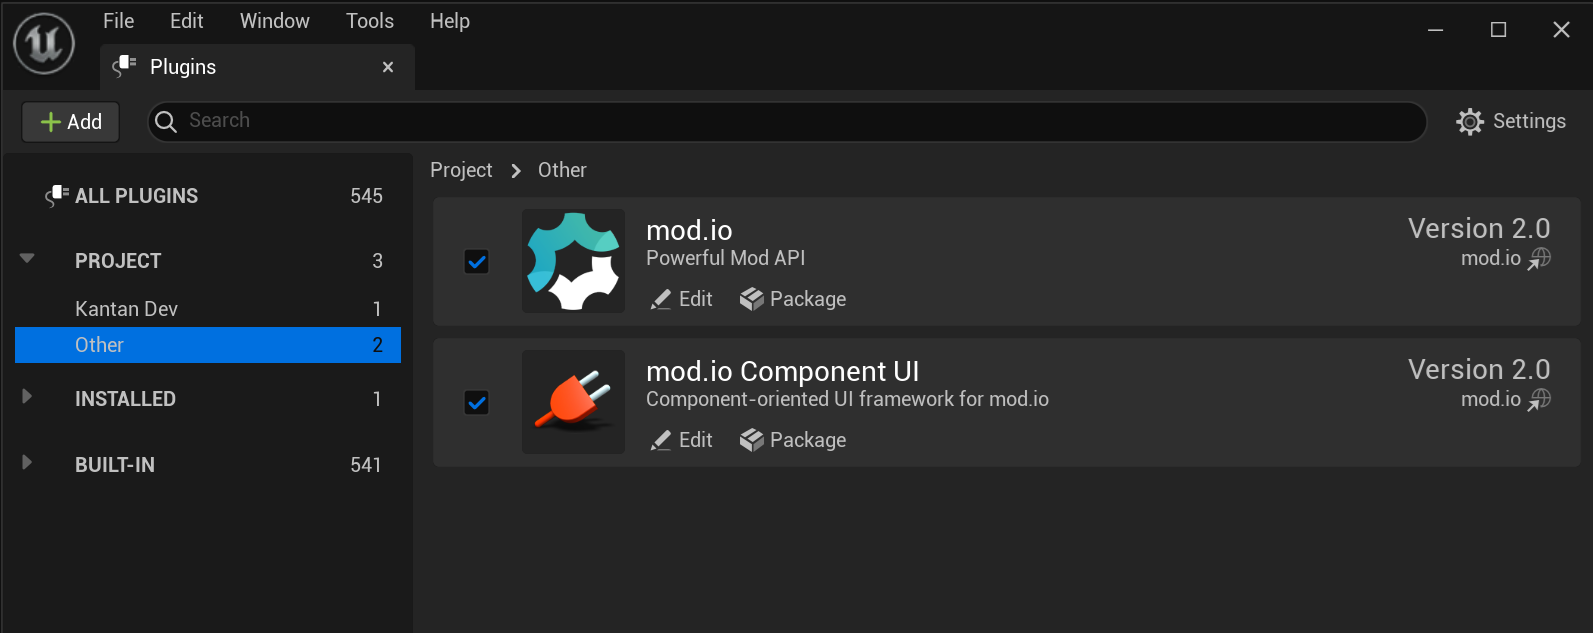 File Edit Window Tools Help
Plugins
Add
Search
Settings
ALL PLUGINS 545
PROJECT 3
Kantan Dev 1
Other 2
INSTALLED 1
BUILT-IN 541
Project > Other
mod.io
Version 2.0
Powerful Mod API
mod.io
Edit Package
mod.io Component UI
Version 2.0
Component-oriented UI framework for mod.io
mod.io
Edit Package